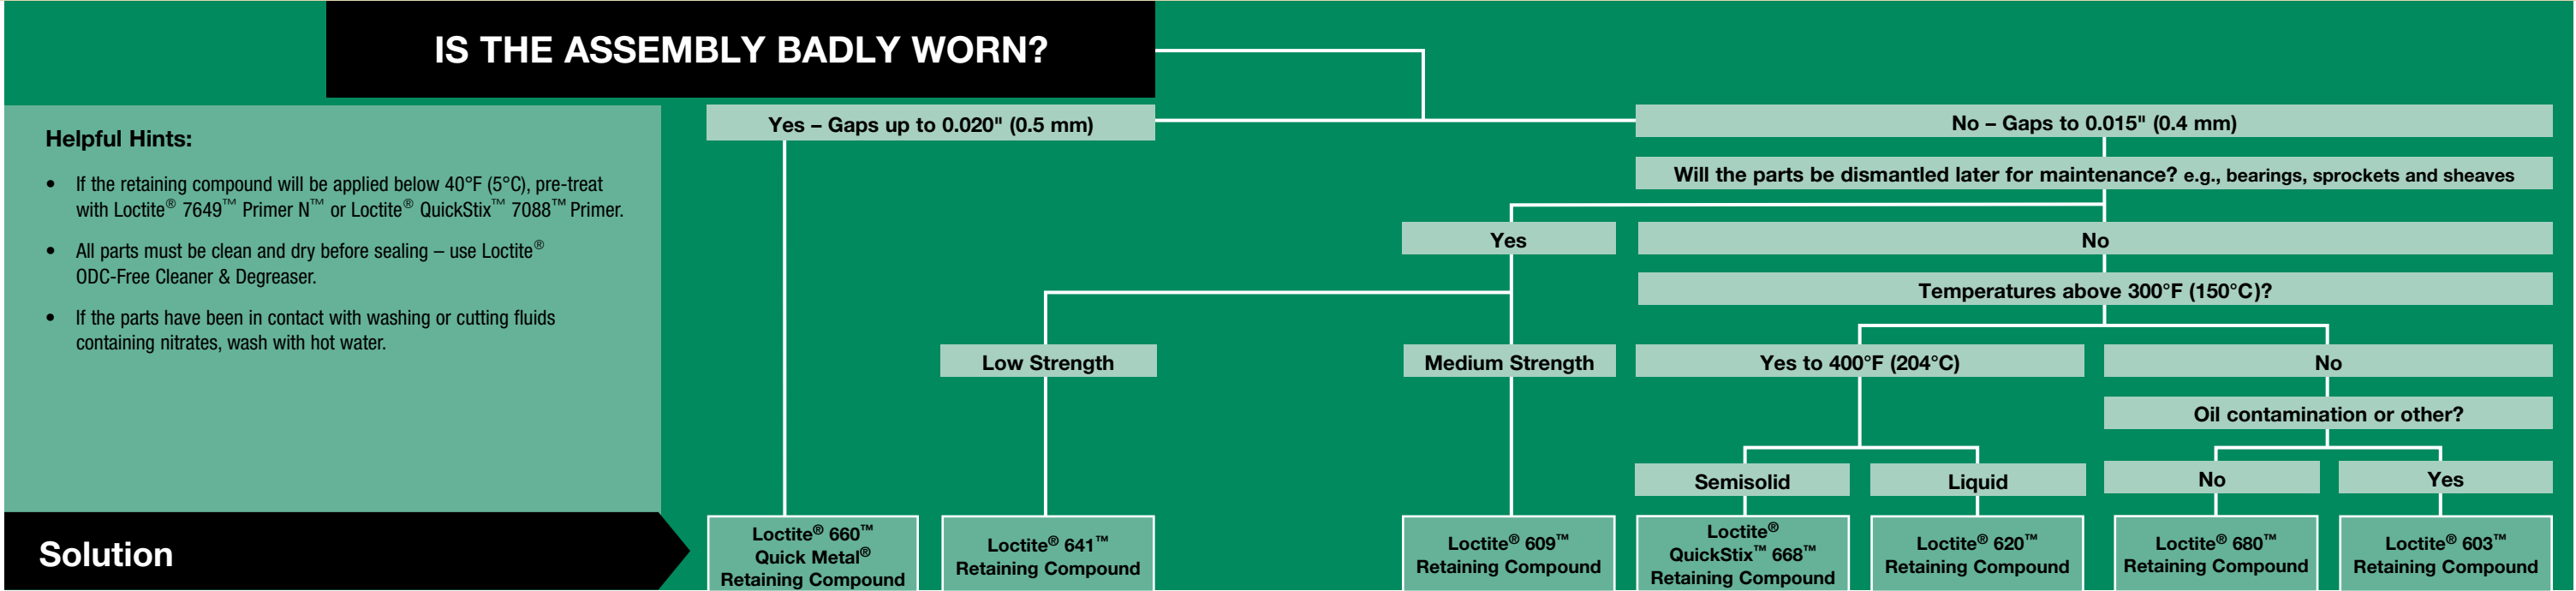 IS THE ASSEMBLY BADLY WORN?
Helpful Hints:
• If the retaining compound will be applied below 40°F (5°C), pre-treat
with Loctite® 7649™ Primer N™ or Loctite® QuickStix™ 7088™ Primer.
• All parts must be clean and dry before sealing – use Loctite®
ODC-Free Cleaner & Degreaser.
• If the parts have been in contact with washing or cutting fluids
containing nitrates, wash with hot water.
Yes – Gaps up to 0.020" (0.5 mm)
No – Gaps to 0.015" (0.4 mm)
Will the parts be dismantled later for maintenance? e.g., bearings, sprockets and sheaves
Yes
No
Temperatures above 300°F (150°C)?
Low Strength
Medium Strength
Yes to 400°F (204°C)
No
Oil contamination or other?
Semisolid
Liquid
No
Yes
Solution
Loctite® 660™
Quick Metal®
Retaining Compound
Loctite® 641™
Retaining Compound
Loctite® 609™
Retaining Compound
Loctite®
QuickStix™ 668™
Retaining Compound
Loctite® 620™
Retaining Compound
Loctite® 680™
Retaining Compound
Loctite® 603™
Retaining Compound